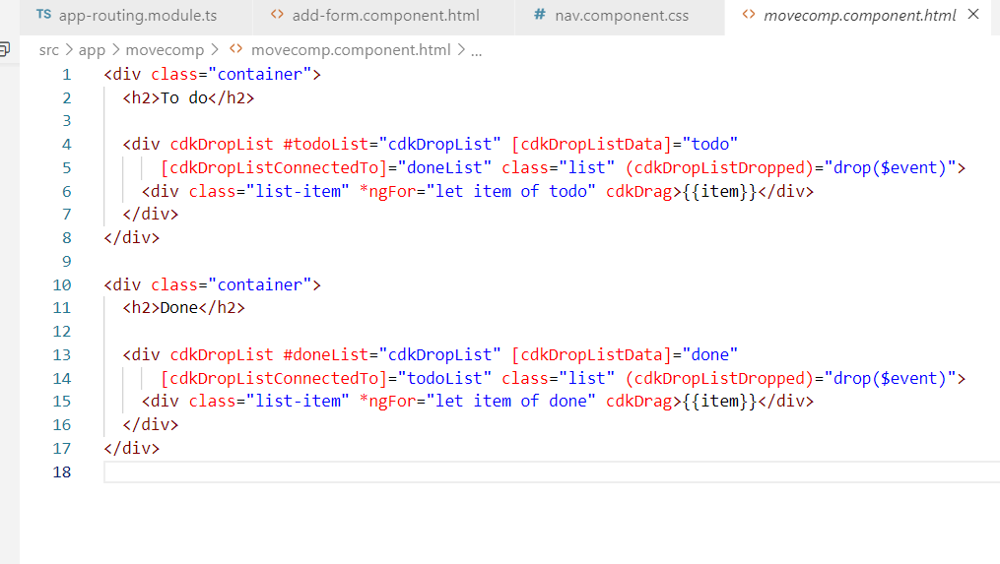 TS app-routing.module.ts <> add-form.component.html # nav.component.css <> movecomp.component.html ×
src > app > movecomp > <> movecomp.component.html > ...
1 <div class="container">
2 <h2>To do</h2>
3
4 <div cdkDropList #todoList="cdkDropList" [cdkDropListData]="todo"
5 [cdkDropListConnectedTo]="doneList" class="list" (cdkDropListDropped)="drop($event)">
6 <div class="list-item" *ngFor="let item of todo" cdkDrag>{{item}}</div>
7 </div>
8 </div>
9
10 <div class="container">
11 <h2>Done</h2>
12
13 <div cdkDropList #doneList="cdkDropList" [cdkDropListData]="done"
14 [cdkDropListConnectedTo]="todoList" class="list" (cdkDropListDropped)="drop($event)">
15 <div class="list-item" *ngFor="let item of done" cdkDrag>{{item}}</div>
16 </div>
17 </div>
18